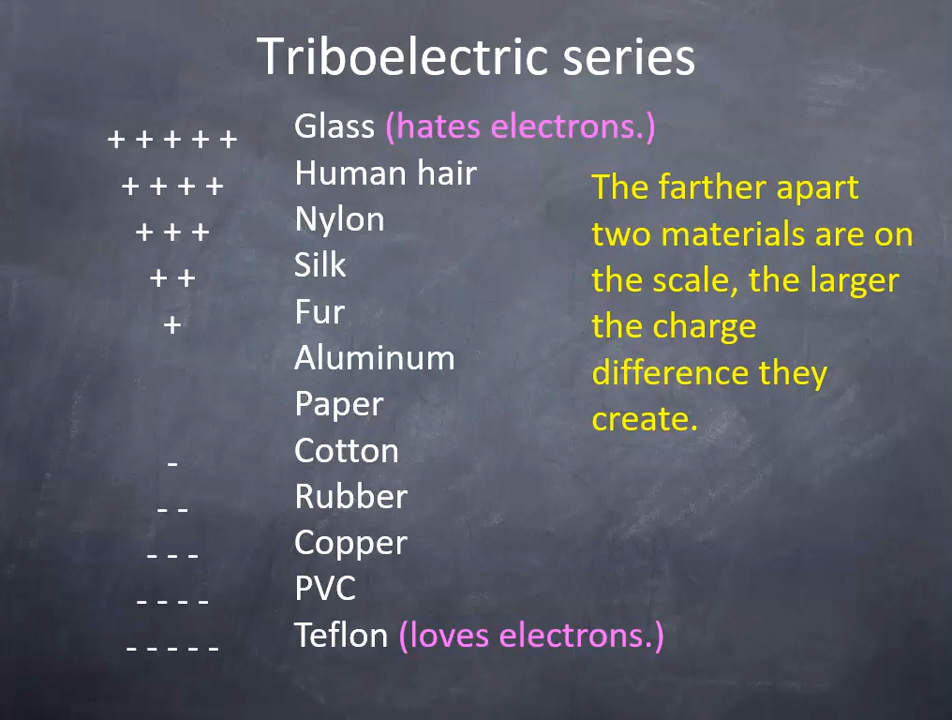 Triboelectric series
+ + + + + Glass (hates electrons.)
+ + + + Human hair
+ + + Nylon
+ + Silk
+ Fur
Aluminum
Paper
- Cotton
- - Rubber
- - - Copper
- - - - PVC
- - - - - Teflon (loves electrons.)
The farther apart
two materials are on
the scale, the larger
the charge
difference they
create.